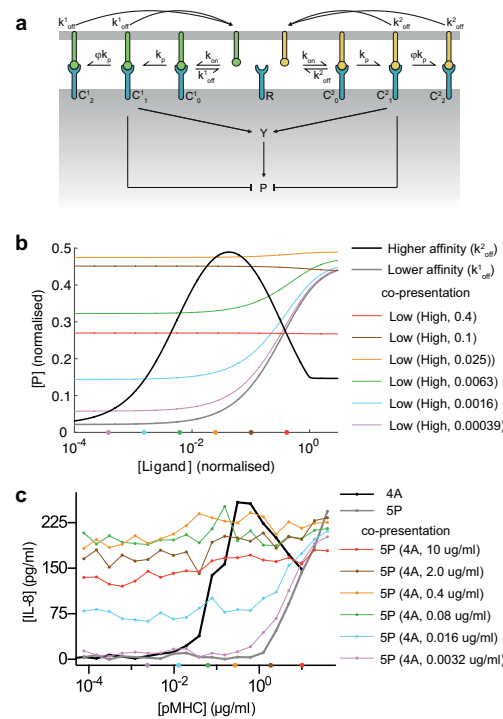 a
k¹off k¹off k²off k²off
φkp kp kon k¹off kon k²off kp φkp
C¹2 C¹1 C¹0 R C²0 C²1 C²2
Y
P
b
[P] (normalised)
0.5
0.4
0.3
0.2
0.1
0
10⁻⁴ 10⁻² 10⁰
[Ligand] (normalised)
Higher affinity (k²off)
Lower affinity (k¹off)
co-presentation
Low (High, 0.4)
Low (High, 0.1)
Low (High, 0.025))
Low (High, 0.0063)
Low (High, 0.0016)
Low (High, 0.00039)
c
[IL-8] (pg/ml)
225
150
75
0
10⁻⁴ 10⁻² 10⁰
[pMHC] (μg/ml)
4A
5P
co-presentation
5P (4A, 10 ug/ml)
5P (4A, 2.0 ug/ml)
5P (4A, 0.4 ug/ml)
5P (4A, 0.08 ug/ml)
5P (4A, 0.016 ug/ml)
5P (4A, 0.0032 ug/ml)